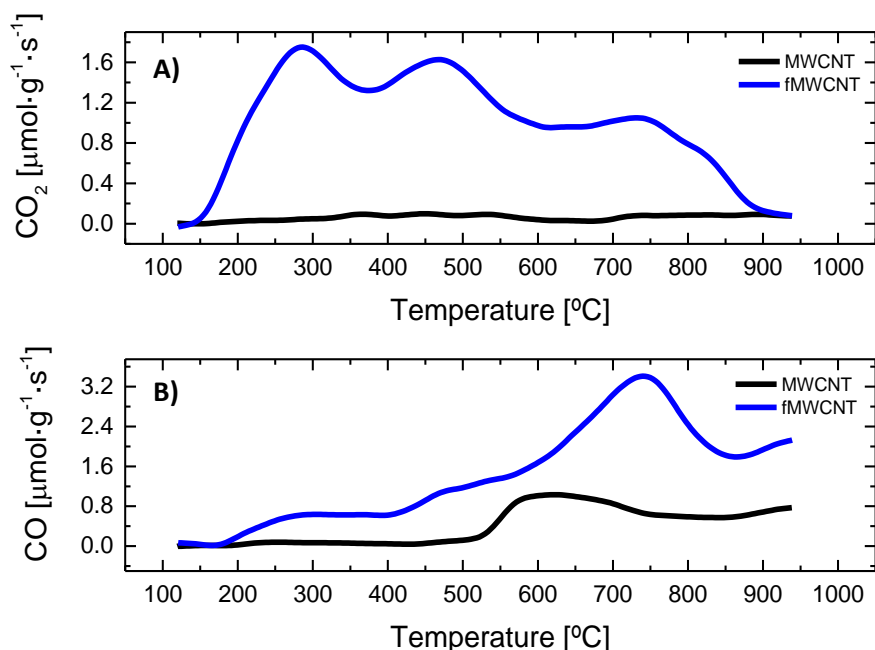 A)
MWCNT
fMWCNT
CO₂ [μmol·g⁻¹·s⁻¹]
1.6
1.2
0.8
0.4
0.0
100 200 300 400 500 600 700 800 900 1000
Temperature [ºC]
B)
MWCNT
fMWCNT
CO [μmol·g⁻¹·s⁻¹]
3.2
2.4
1.6
0.8
0.0
100 200 300 400 500 600 700 800 900 1000
Temperature [ºC]